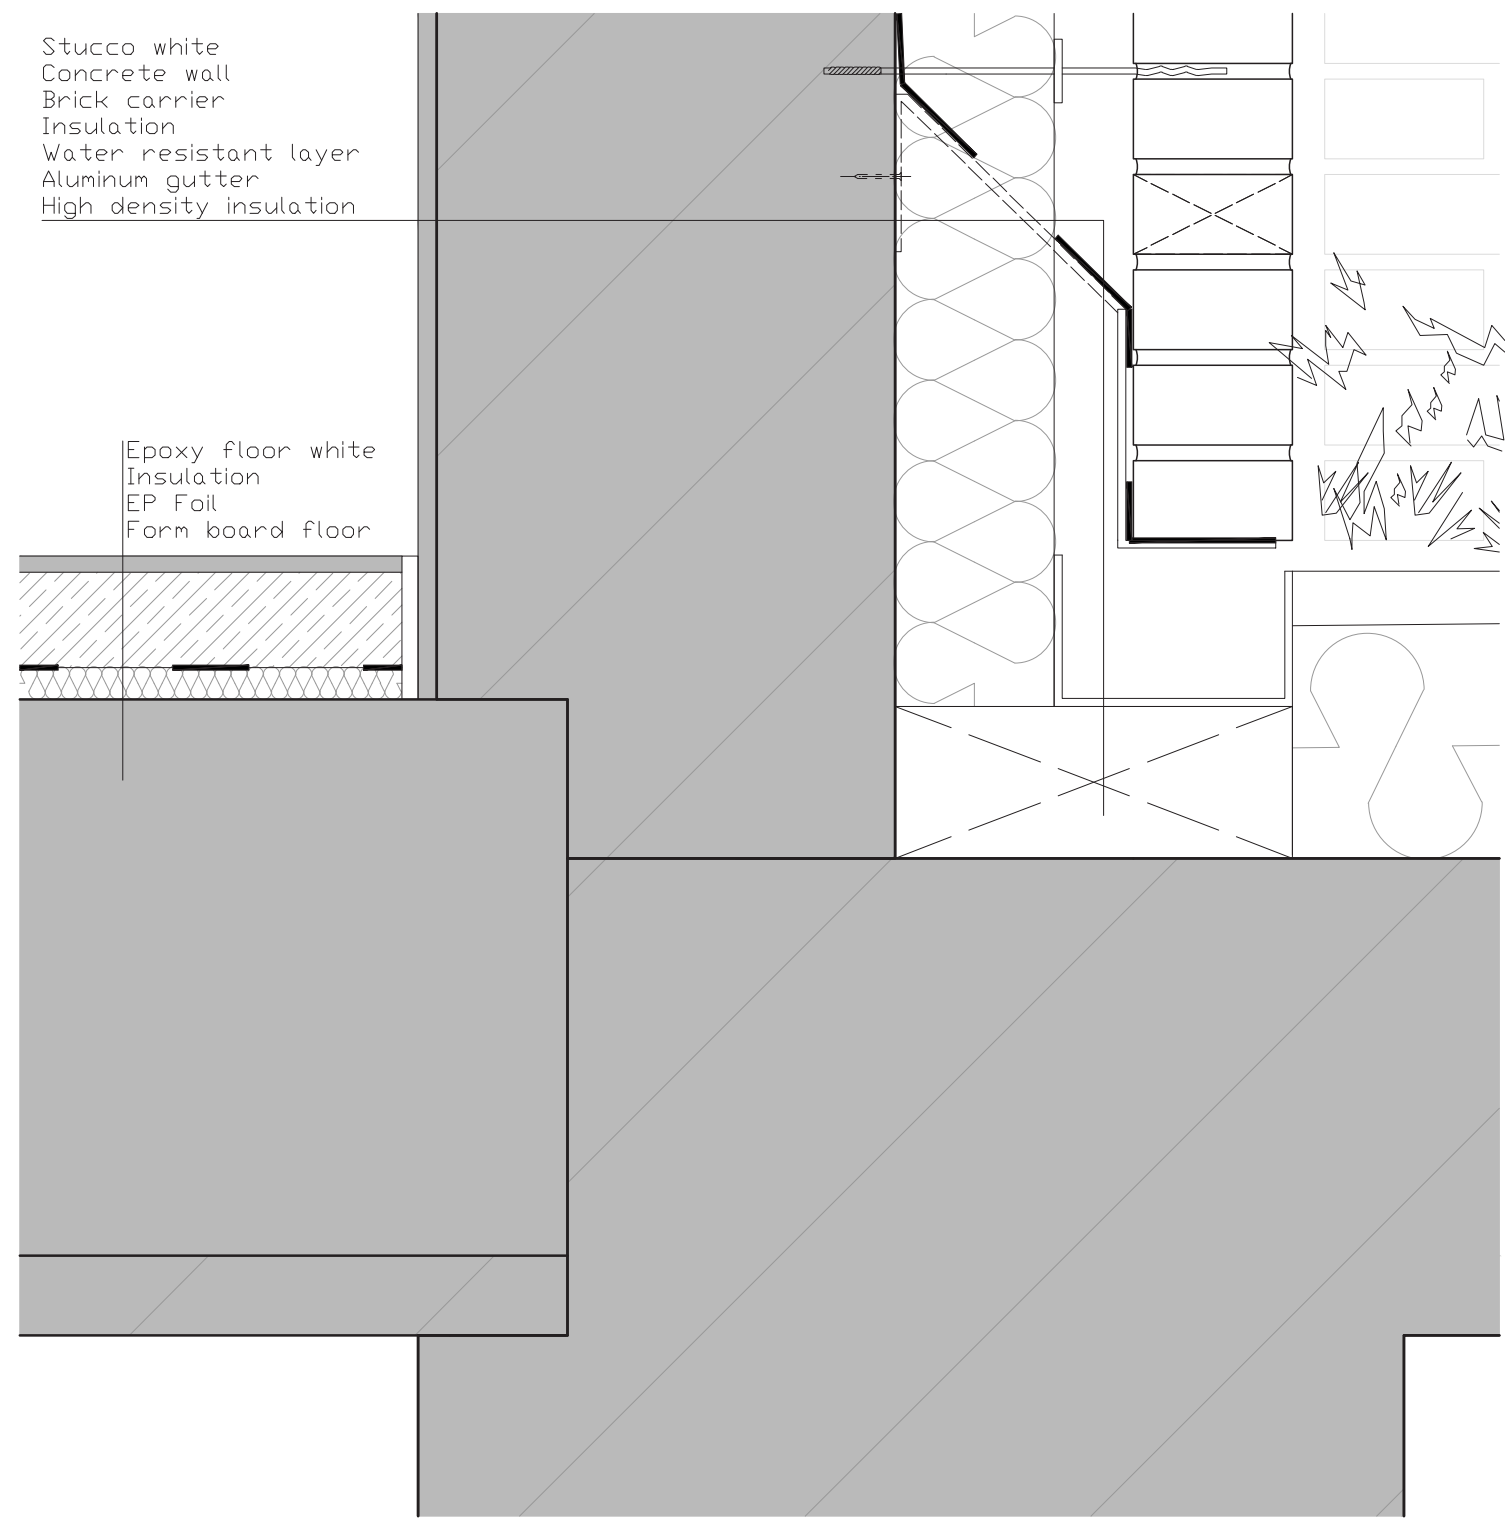 Stucco white
Concrete wall
Brick carrier
Insulation
Water resistant layer
Aluminum gutter
High density insulation
Epoxy floor white
Insulation
EP Foil
Form board floor